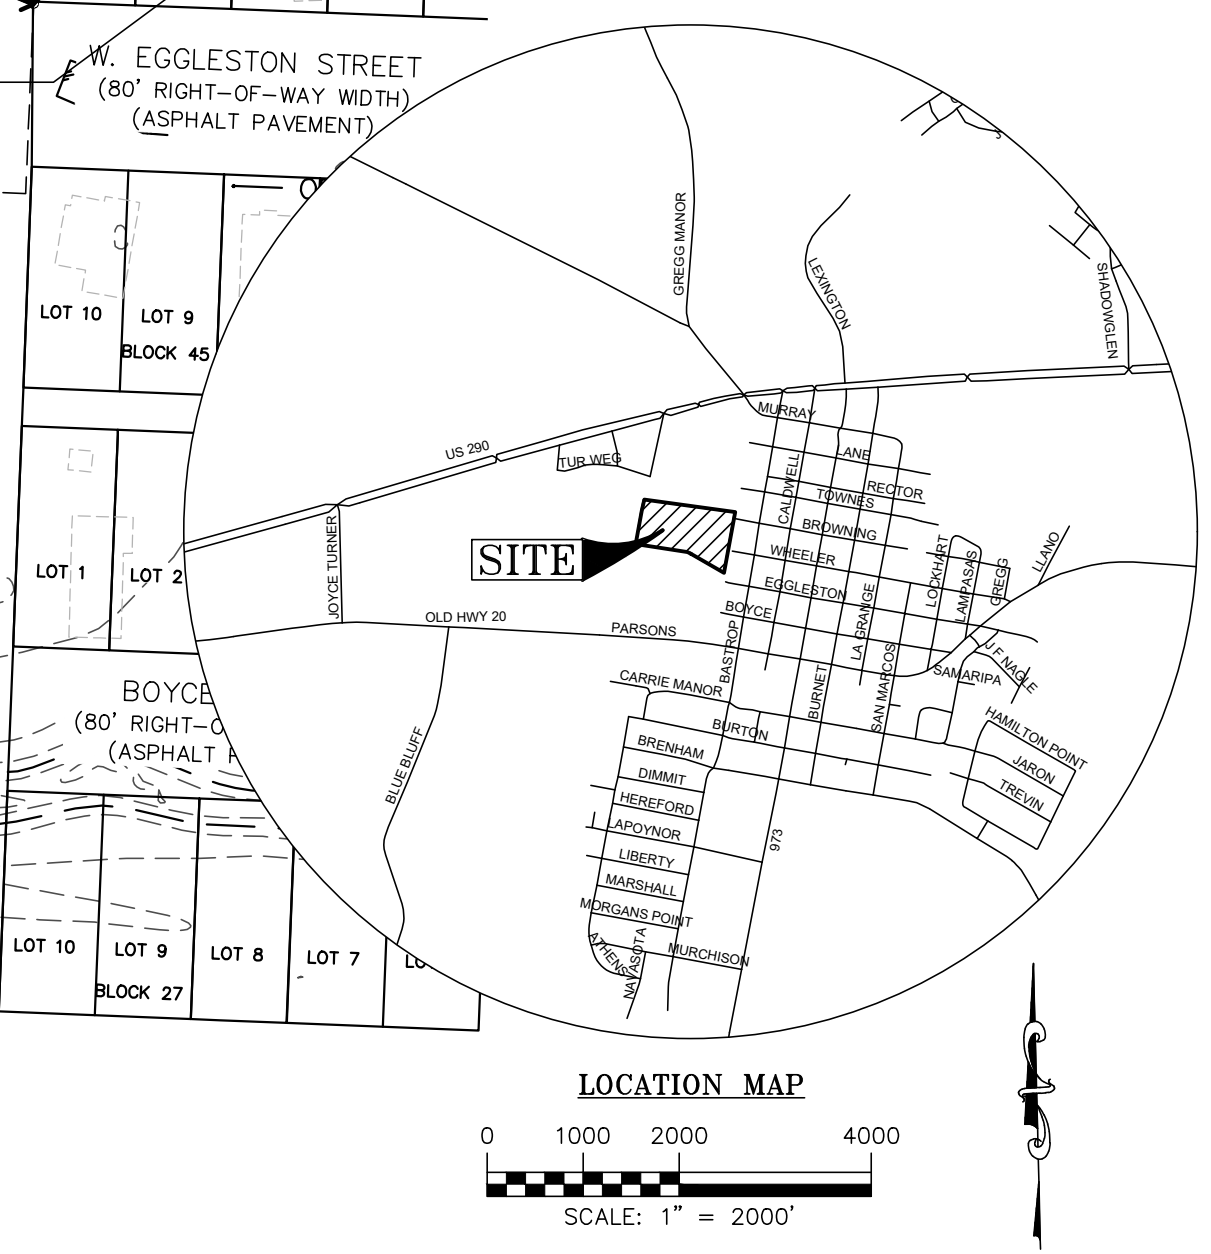 W. EGGLESTON STREET
(80' RIGHT-OF-WAY WIDTH)
(ASPHALT PAVEMENT)
LOT 10
LOT 9
BLOCK 45
LOT 1
LOT 2
BOYCE
(80' RIGHT-O
(ASPHALT
LOT 10
LOT 9
LOT 8
LOT 7
LO
BLOCK 27
GREGG MANOR
LEXINGTON
SHADOWGLEN
US 290
TUR WEG
MURRAY
LANE
RECTOR
TOWNES
CALDWELL
BROWNING
WHEELER
EGGLESTON
BOYCE
SITE
JOYCE TURNER
OLD HWY 20
PARSONS
BASTROP
LA GRANGE
LOCKHART
LAMPASAS
GREGG
LLANO
BURNET
SAN MARCOS
SAMARIPA
J F NAGLE
CARRIE MANOR
BURTON
HAMILTON POINT
JARON
TREVIN
BLUE BLUFF
BRENHAM
DIMMIT
HEREFORD
LAPOYNOR
LIBERTY
MARSHALL
MORGANS POINT
MURCHISON
ATHENS
NAVASOTA
973
LOCATION MAP
0 1000 2000 4000
SCALE: 1" = 2000'